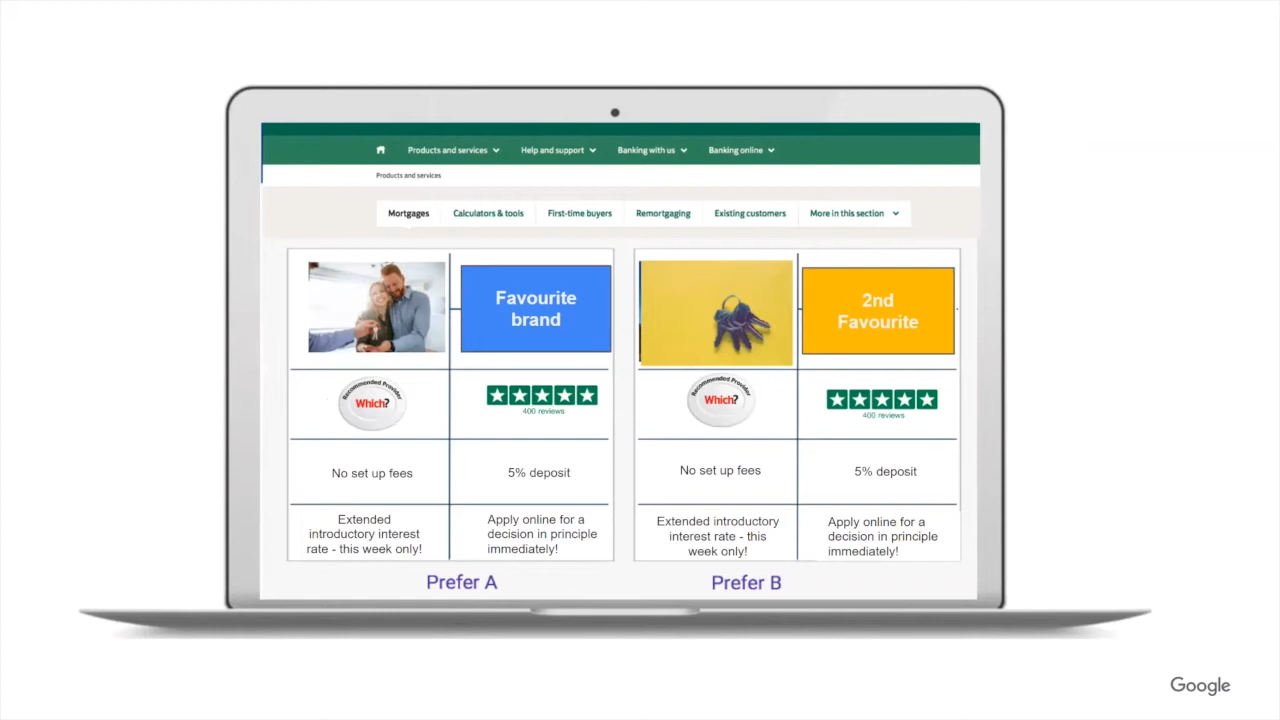 Products and services
Help and support
Banking with us
Banking online
Products and services
Mortgages
Calculators & tools
First-time buyers
Remortgaging
Existing customers
More in this section
Favourite
brand
Recommended Provider
Which?
400 reviews
No set up fees
5% deposit
Extended
introductory interest
rate - this week only!
Apply online for a
decision in principle
immediately!
Prefer A
2nd
Favourite
Recommended Provider
Which?
400 reviews
No set up fees
5% deposit
Extended introductory
interest rate - this
week only!
Apply online for a
decision in principle
immediately!
Prefer B
Google